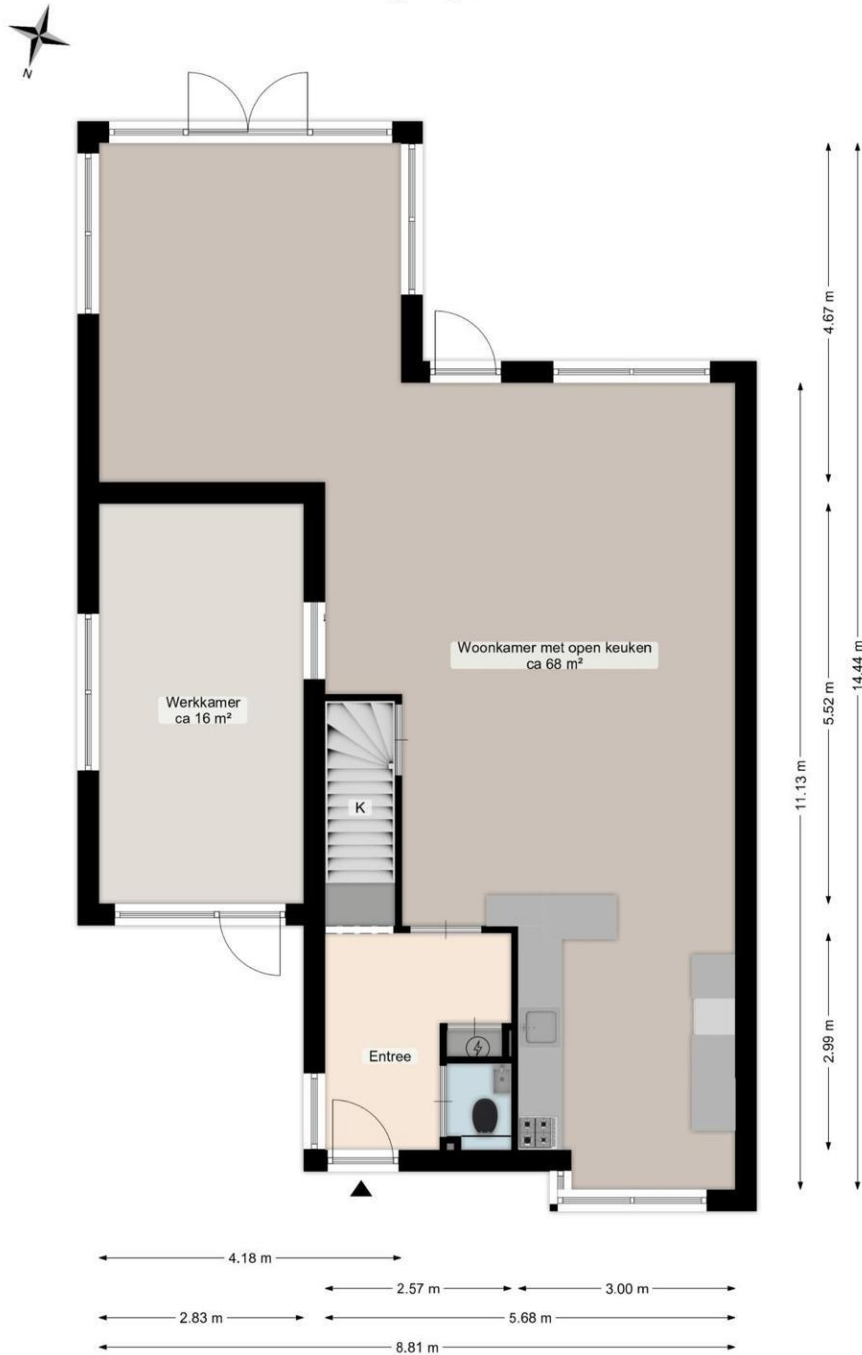 N
4.67 m
14.44 m
Woonkamer met open keuken
ca 68 m²
5.52 m
Werkkamer
ca 16 m²
11.13 m
K
2.99 m
Entree
4.18 m
2.57 m
3.00 m
2.83 m
5.68 m
8.81 m